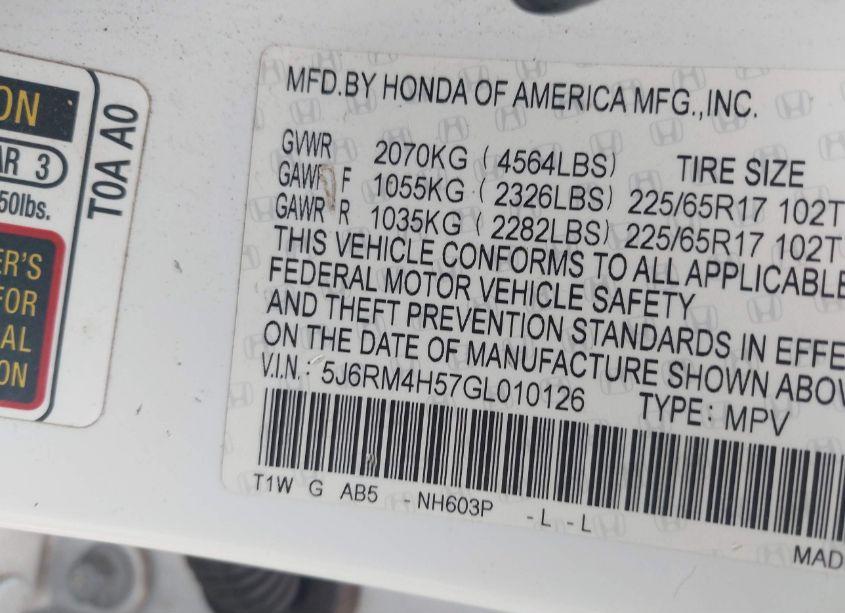 ON
AR 3
50lbs.
ER'S
FOR
AL
ON
T0A A0
MFD.BY HONDA OF AMERICA MFG.,INC.
GVWR 2070KG (4564LBS) TIRE SIZE
GAWR F 1055KG (2326LBS) 225/65R17 102T
GAWR R 1035KG (2282LBS) 225/65R17 102T
THIS VEHICLE CONFORMS TO ALL APPLICABLE
FEDERAL MOTOR VEHICLE SAFETY
AND THEFT PREVENTION STANDARDS IN EFFE
ON THE DATE OF MANUFACTURE SHOWN ABOV
V.I.N.: 5J6RM4H57GL010126 TYPE: MPV
T1W G AB5 - NH603P - L - L
MAD